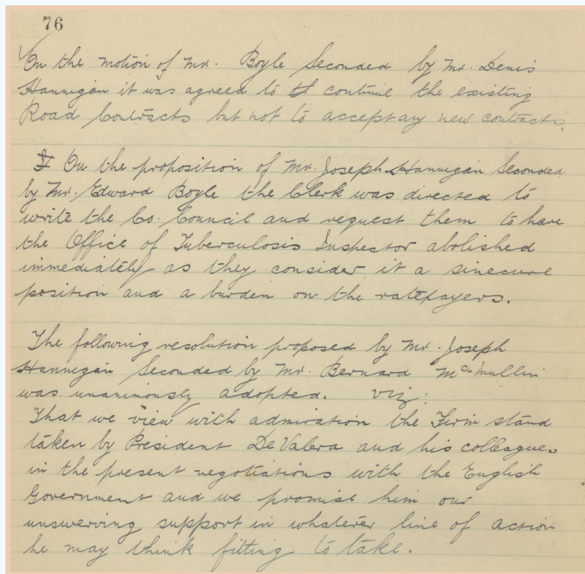 76
On the motion of Mr. Boyle Seconded by Mr. Denis
Hannigan it was agreed to continue the existing
Road Contracts but not to accept any new contracts.
On the proposition of Mr. Joseph Hannigan Seconded
by Mr. Edward Boyle the Clerk was directed to
write the Co. Council and request them to have
the Office of Tuberculosis Inspector abolished
immediately as they consider it a sinecure
position and a burden on the ratepayers.
The following resolution proposed by Mr. Joseph
Hannigan Seconded by Mr. Bernard McMullin
was unanimously adopted. viz:
That we view with admiration the Firm stand
taken by President De Valera and his colleagues
in the present negotiations with the English
Government and we promise him our
unswerving support in whatever line of action
he may think fitting to take.